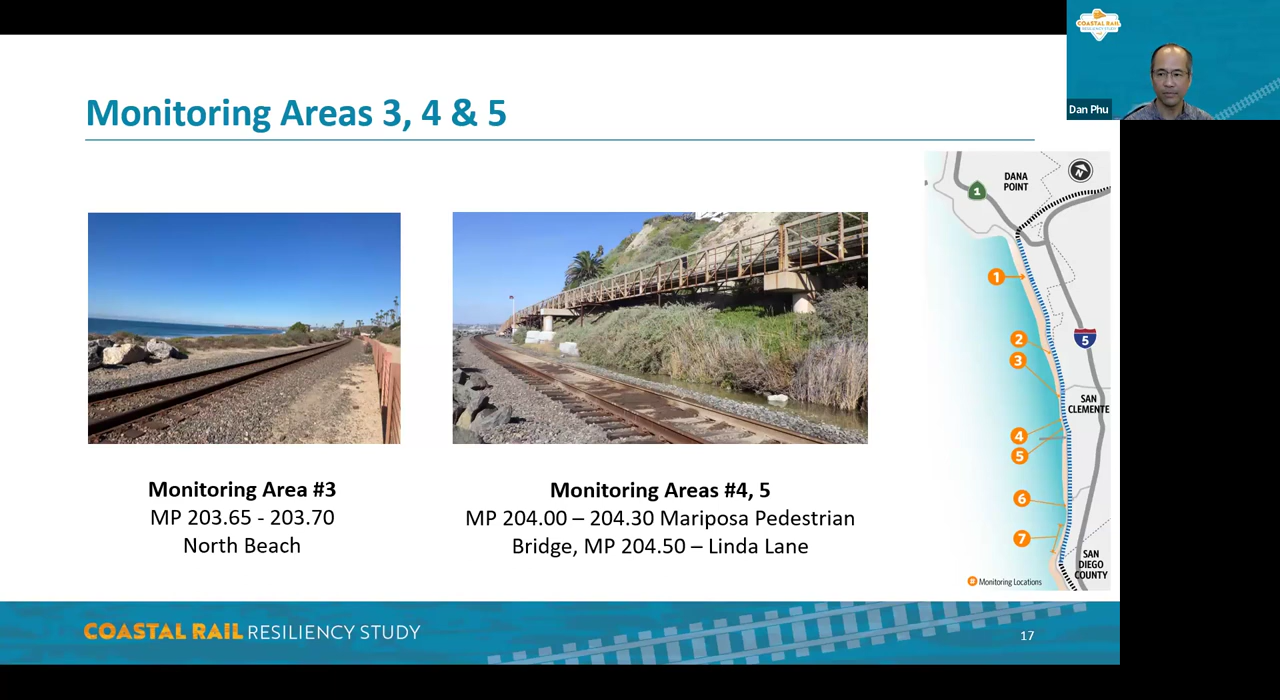 COASTAL RAIL
RESILIENCY STUDY
Dan Phu
Monitoring Areas 3, 4 & 5
Monitoring Area #3
MP 203.65 - 203.70
North Beach
Monitoring Areas #4, 5
MP 204.00 – 204.30 Mariposa Pedestrian
Bridge, MP 204.50 – Linda Lane
DANA
POINT
N
1
1
2
5
3
SAN
CLEMENTE
4
5
6
7
SAN
DIEGO
COUNTY
# Monitoring Locations
COASTAL RAIL RESILIENCY STUDY
17